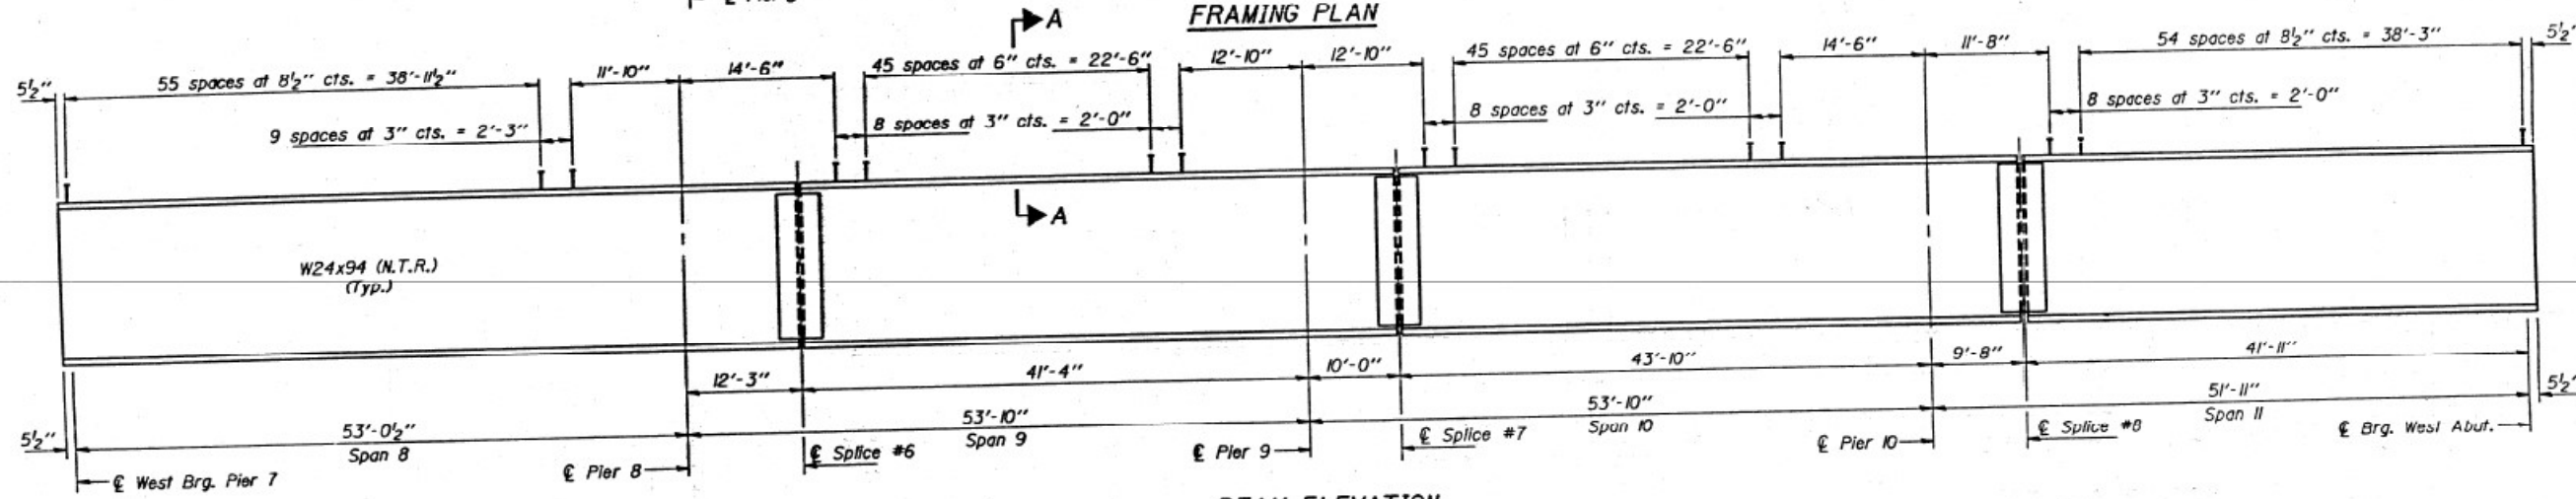 FRAMING PLAN
A
5½" 55 spaces at 8½" cts. = 38'-11½" 11'-10" 14'-6" 45 spaces at 6" cts. = 22'-6" 12'-10" 12'-10" 45 spaces at 6" cts. = 22'-6" 14'-6" 11'-8" 54 spaces at 8½" cts. = 38'-3" 5½"
9 spaces at 3" cts. = 2'-3" 8 spaces at 3" cts. = 2'-0" 8 spaces at 3" cts. = 2'-0" 8 spaces at 3" cts. = 2'-0"
A
W24x94 (N.T.R.)
(Typ.)
12'-3" 41'-4" 10'-0" 43'-10" 9'-8" 41'-11"
5½" 53'-0½" 53'-10" 53'-10" 51'-11" 5½"
Span 8 Span 9 Span 10 Span 11
℄ West Brg. Pier 7 ℄ Pier 8 ℄ Splice #6 ℄ Pier 9 ℄ Splice #7 ℄ Pier 10 ℄ Splice #8 ℄ Brg. West Abut.
BEAM ELEVATION